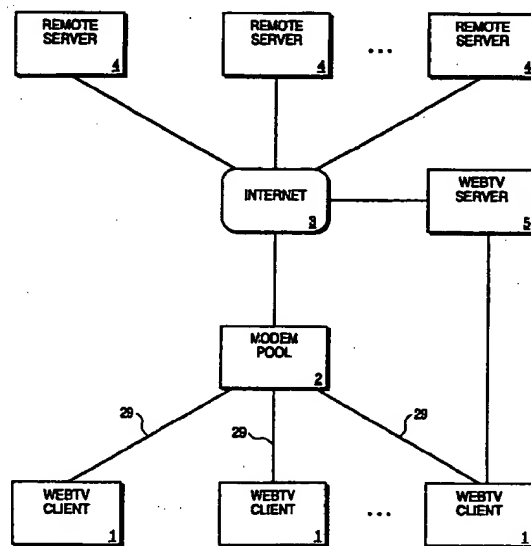 REMOTE
SERVER
4
REMOTE
SERVER
4
...
REMOTE
SERVER
4
INTERNET
3
WEBTV
SERVER
5
MODEM
POOL
2
29
29
29
WEBTV
CLIENT
1
WEBTV
CLIENT
1
...
WEBTV
CLIENT
1